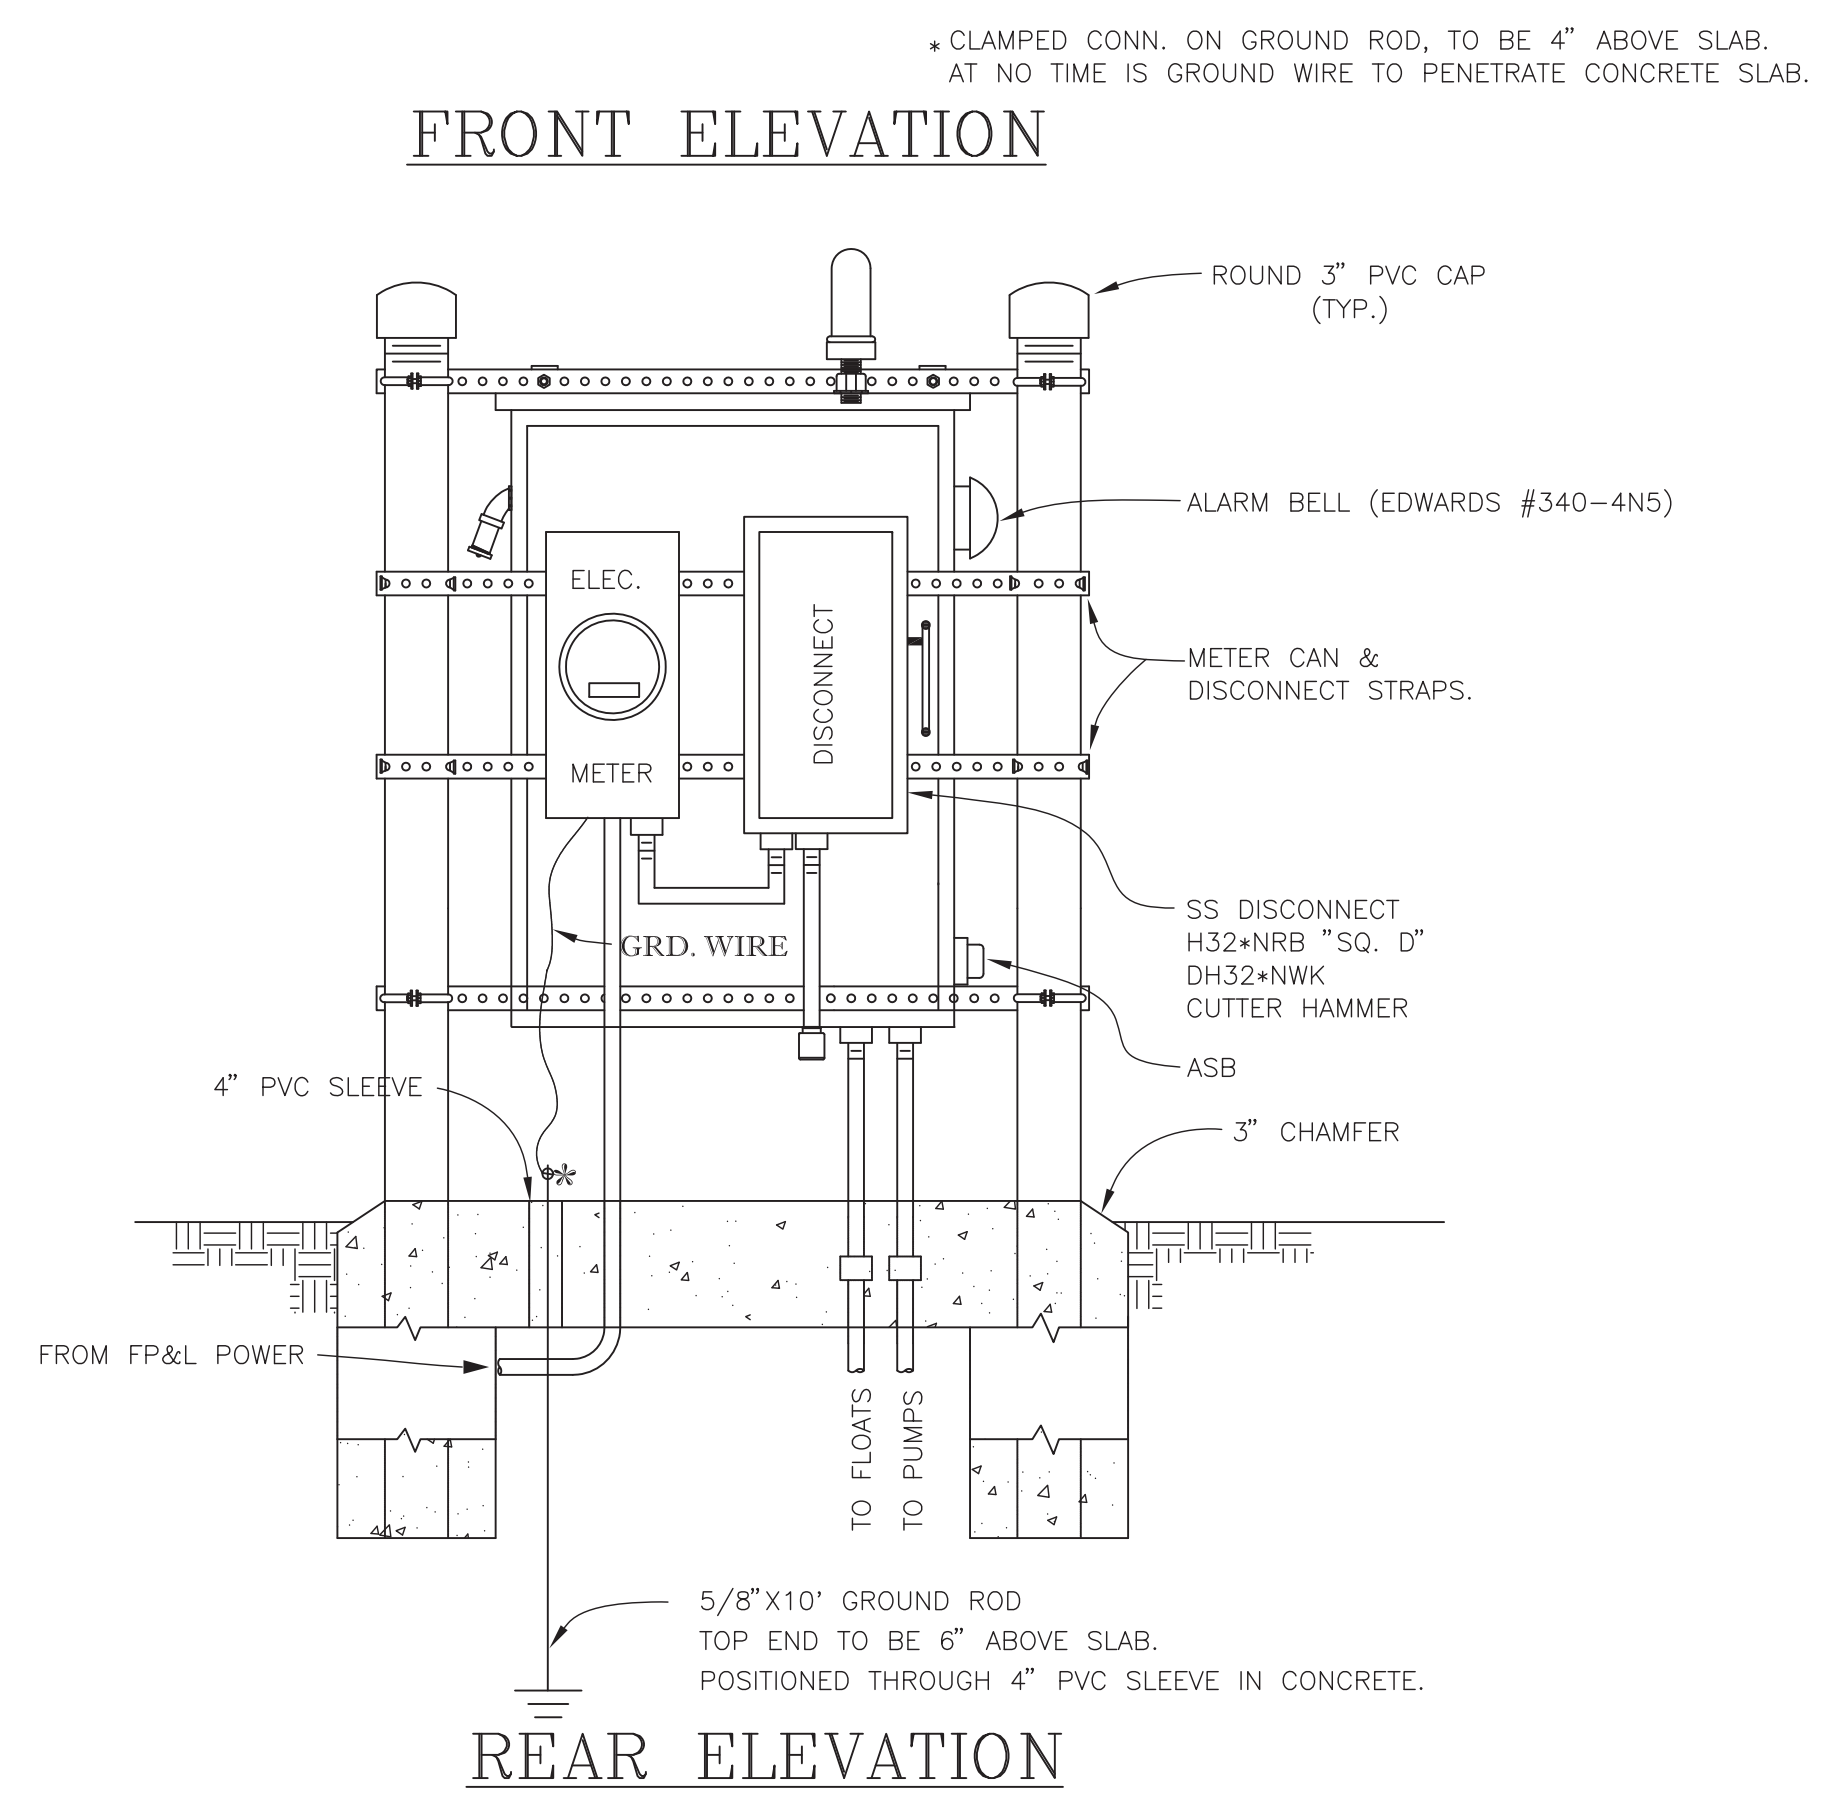 * CLAMPED CONN. ON GROUND ROD, TO BE 4" ABOVE SLAB.
AT NO TIME IS GROUND WIRE TO PENETRATE CONCRETE SLAB.
FRONT ELEVATION
ROUND 3" PVC CAP
(TYP.)
ALARM BELL (EDWARDS #340-4N5)
ELEC.
METER
DISCONNECT
METER CAN &
DISCONNECT STRAPS.
SS DISCONNECT
H32*NRB "SQ. D"
DH32*NWK
CUTTER HAMMER
GRD. WIRE
ASB
4" PVC SLEEVE
3" CHAMFER
*
FROM FP&L POWER
TO FLOATS
TO PUMPS
5/8"X10' GROUND ROD
TOP END TO BE 6" ABOVE SLAB.
POSITIONED THROUGH 4" PVC SLEEVE IN CONCRETE.
REAR ELEVATION